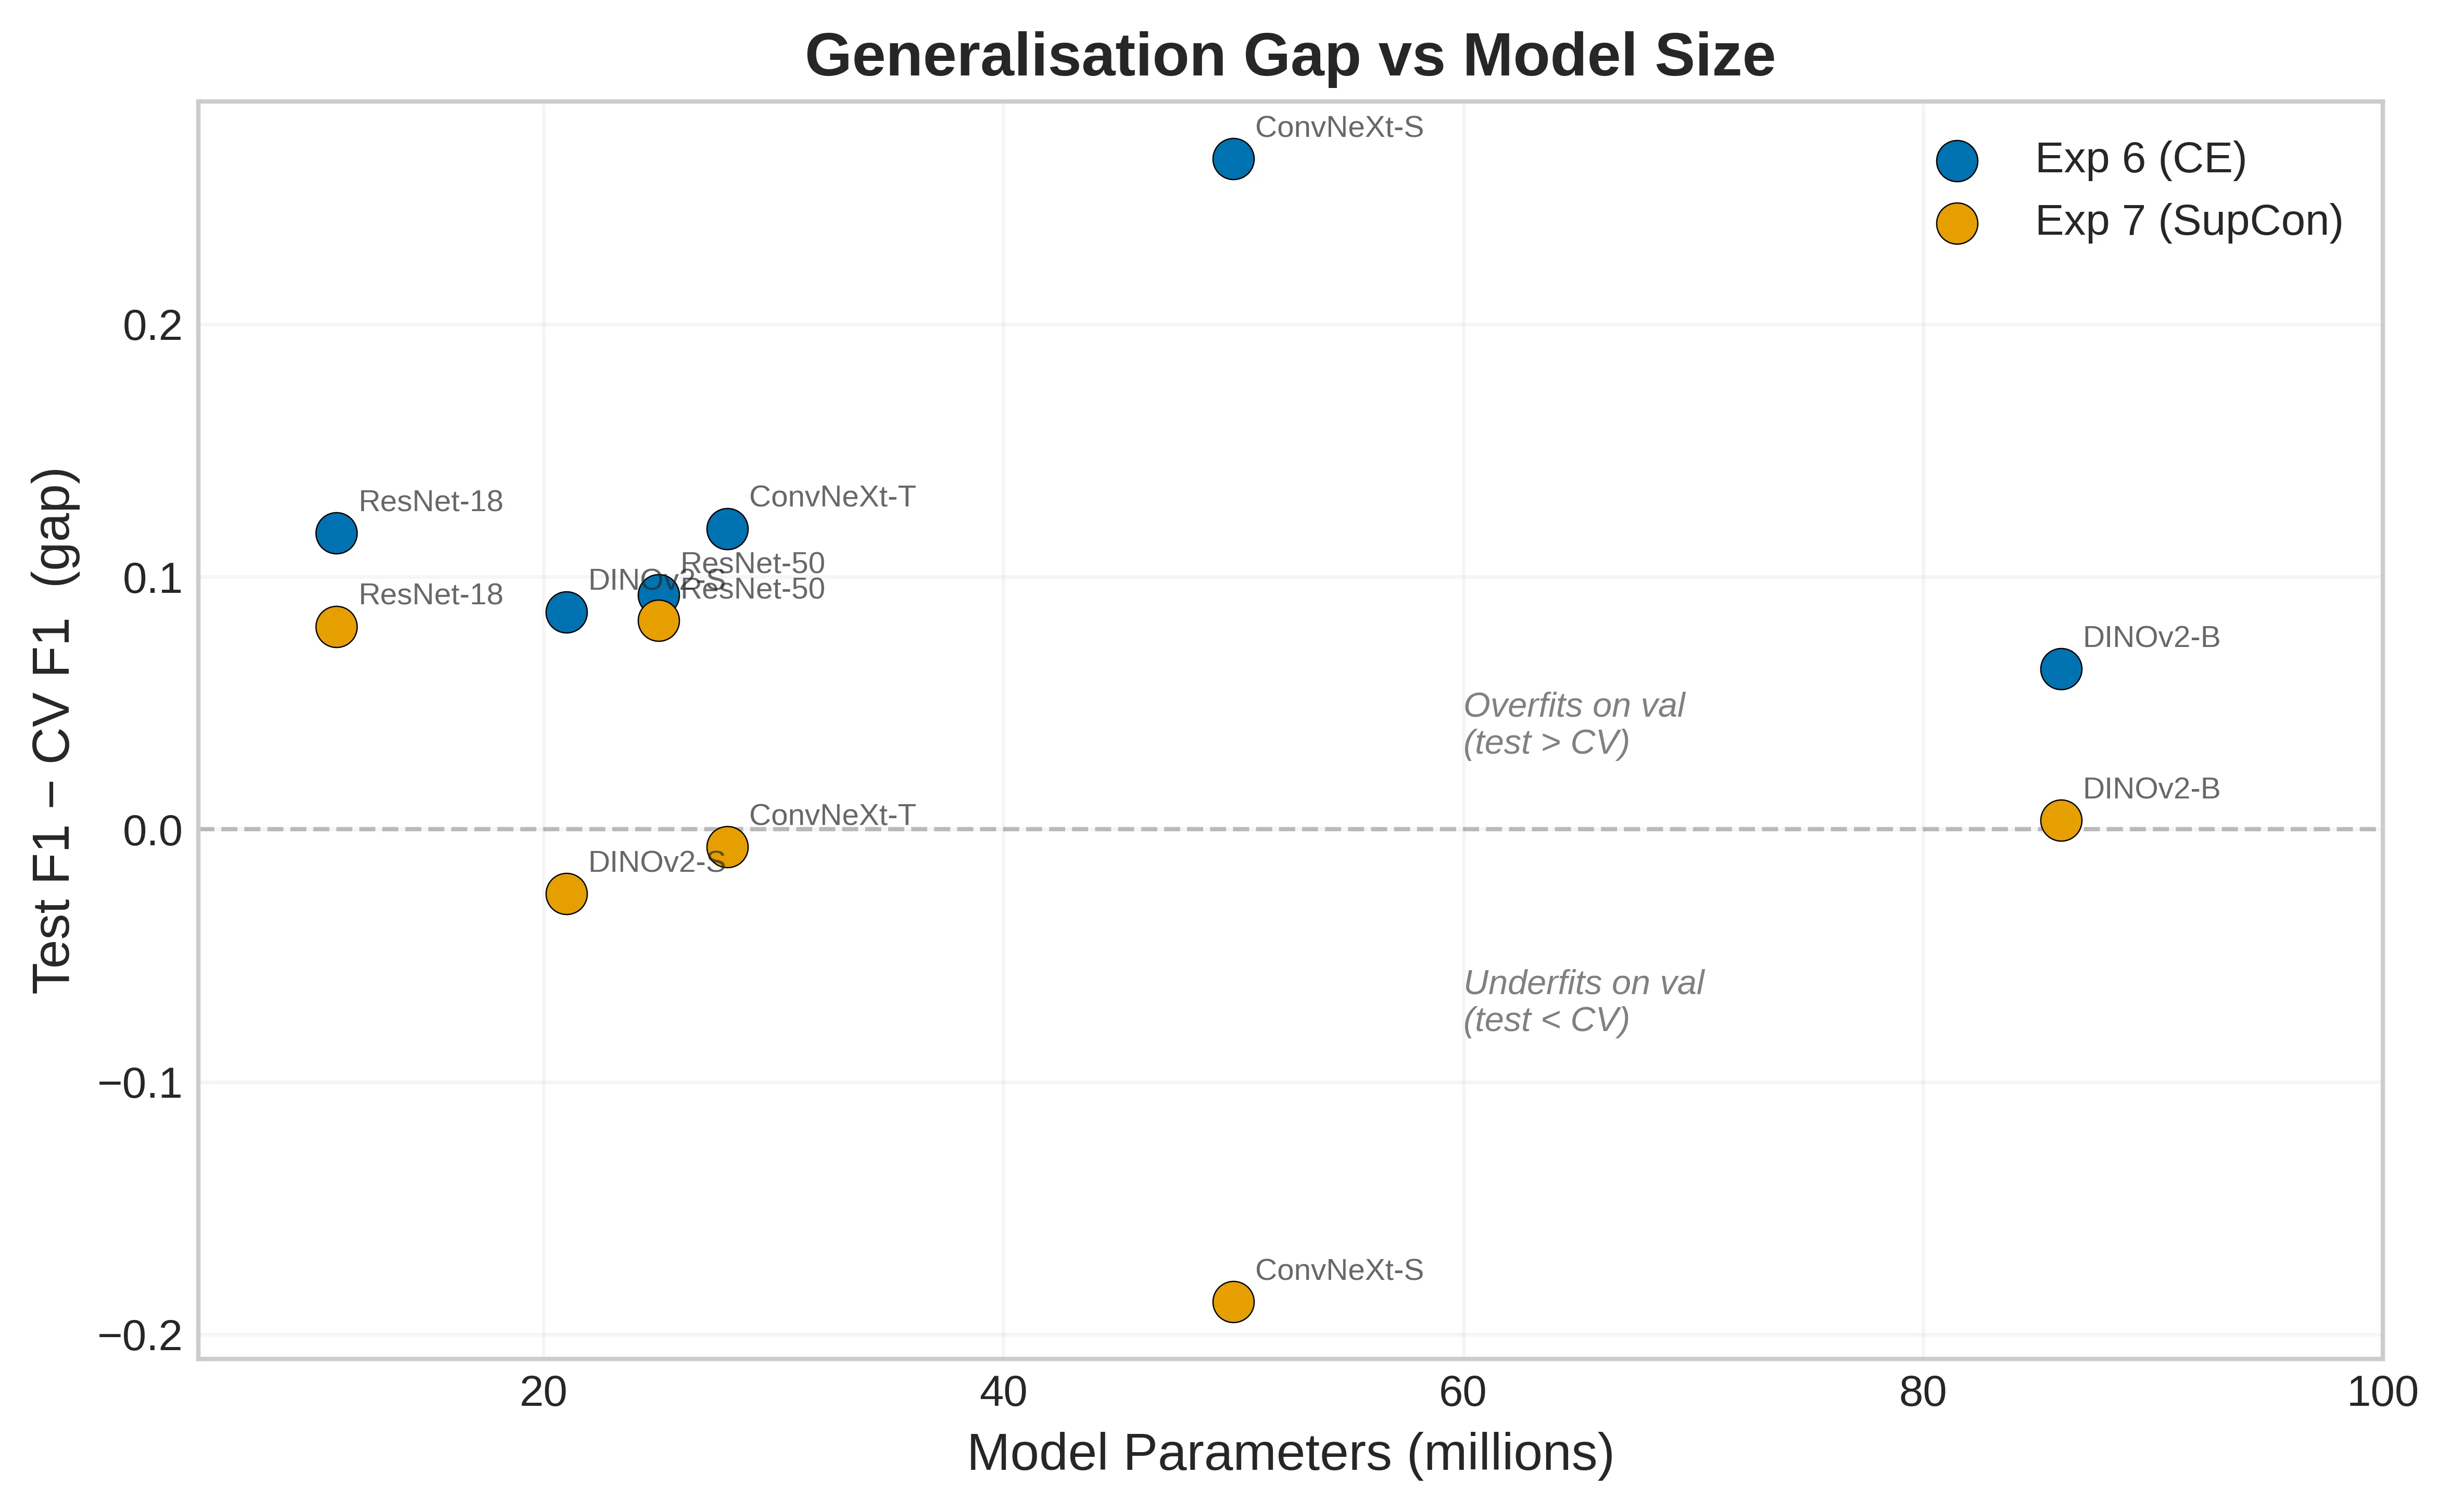 Generalisation Gap vs Model Size
Test F1 − CV F1  (gap)
0.2
0.1
0.0
−0.1
−0.2
Exp 6 (CE)
Exp 7 (SupCon)
ConvNeXt-S
ResNet-18
ConvNeXt-T
ResNet-50
DINOv2-S
ResNet-50
ResNet-18
DINOv2-B
Overfits on val
(test > CV)
DINOv2-B
ConvNeXt-T
DINOv2-S
Underfits on val
(test < CV)
ConvNeXt-S
20
40
60
80
100
Model Parameters (millions)